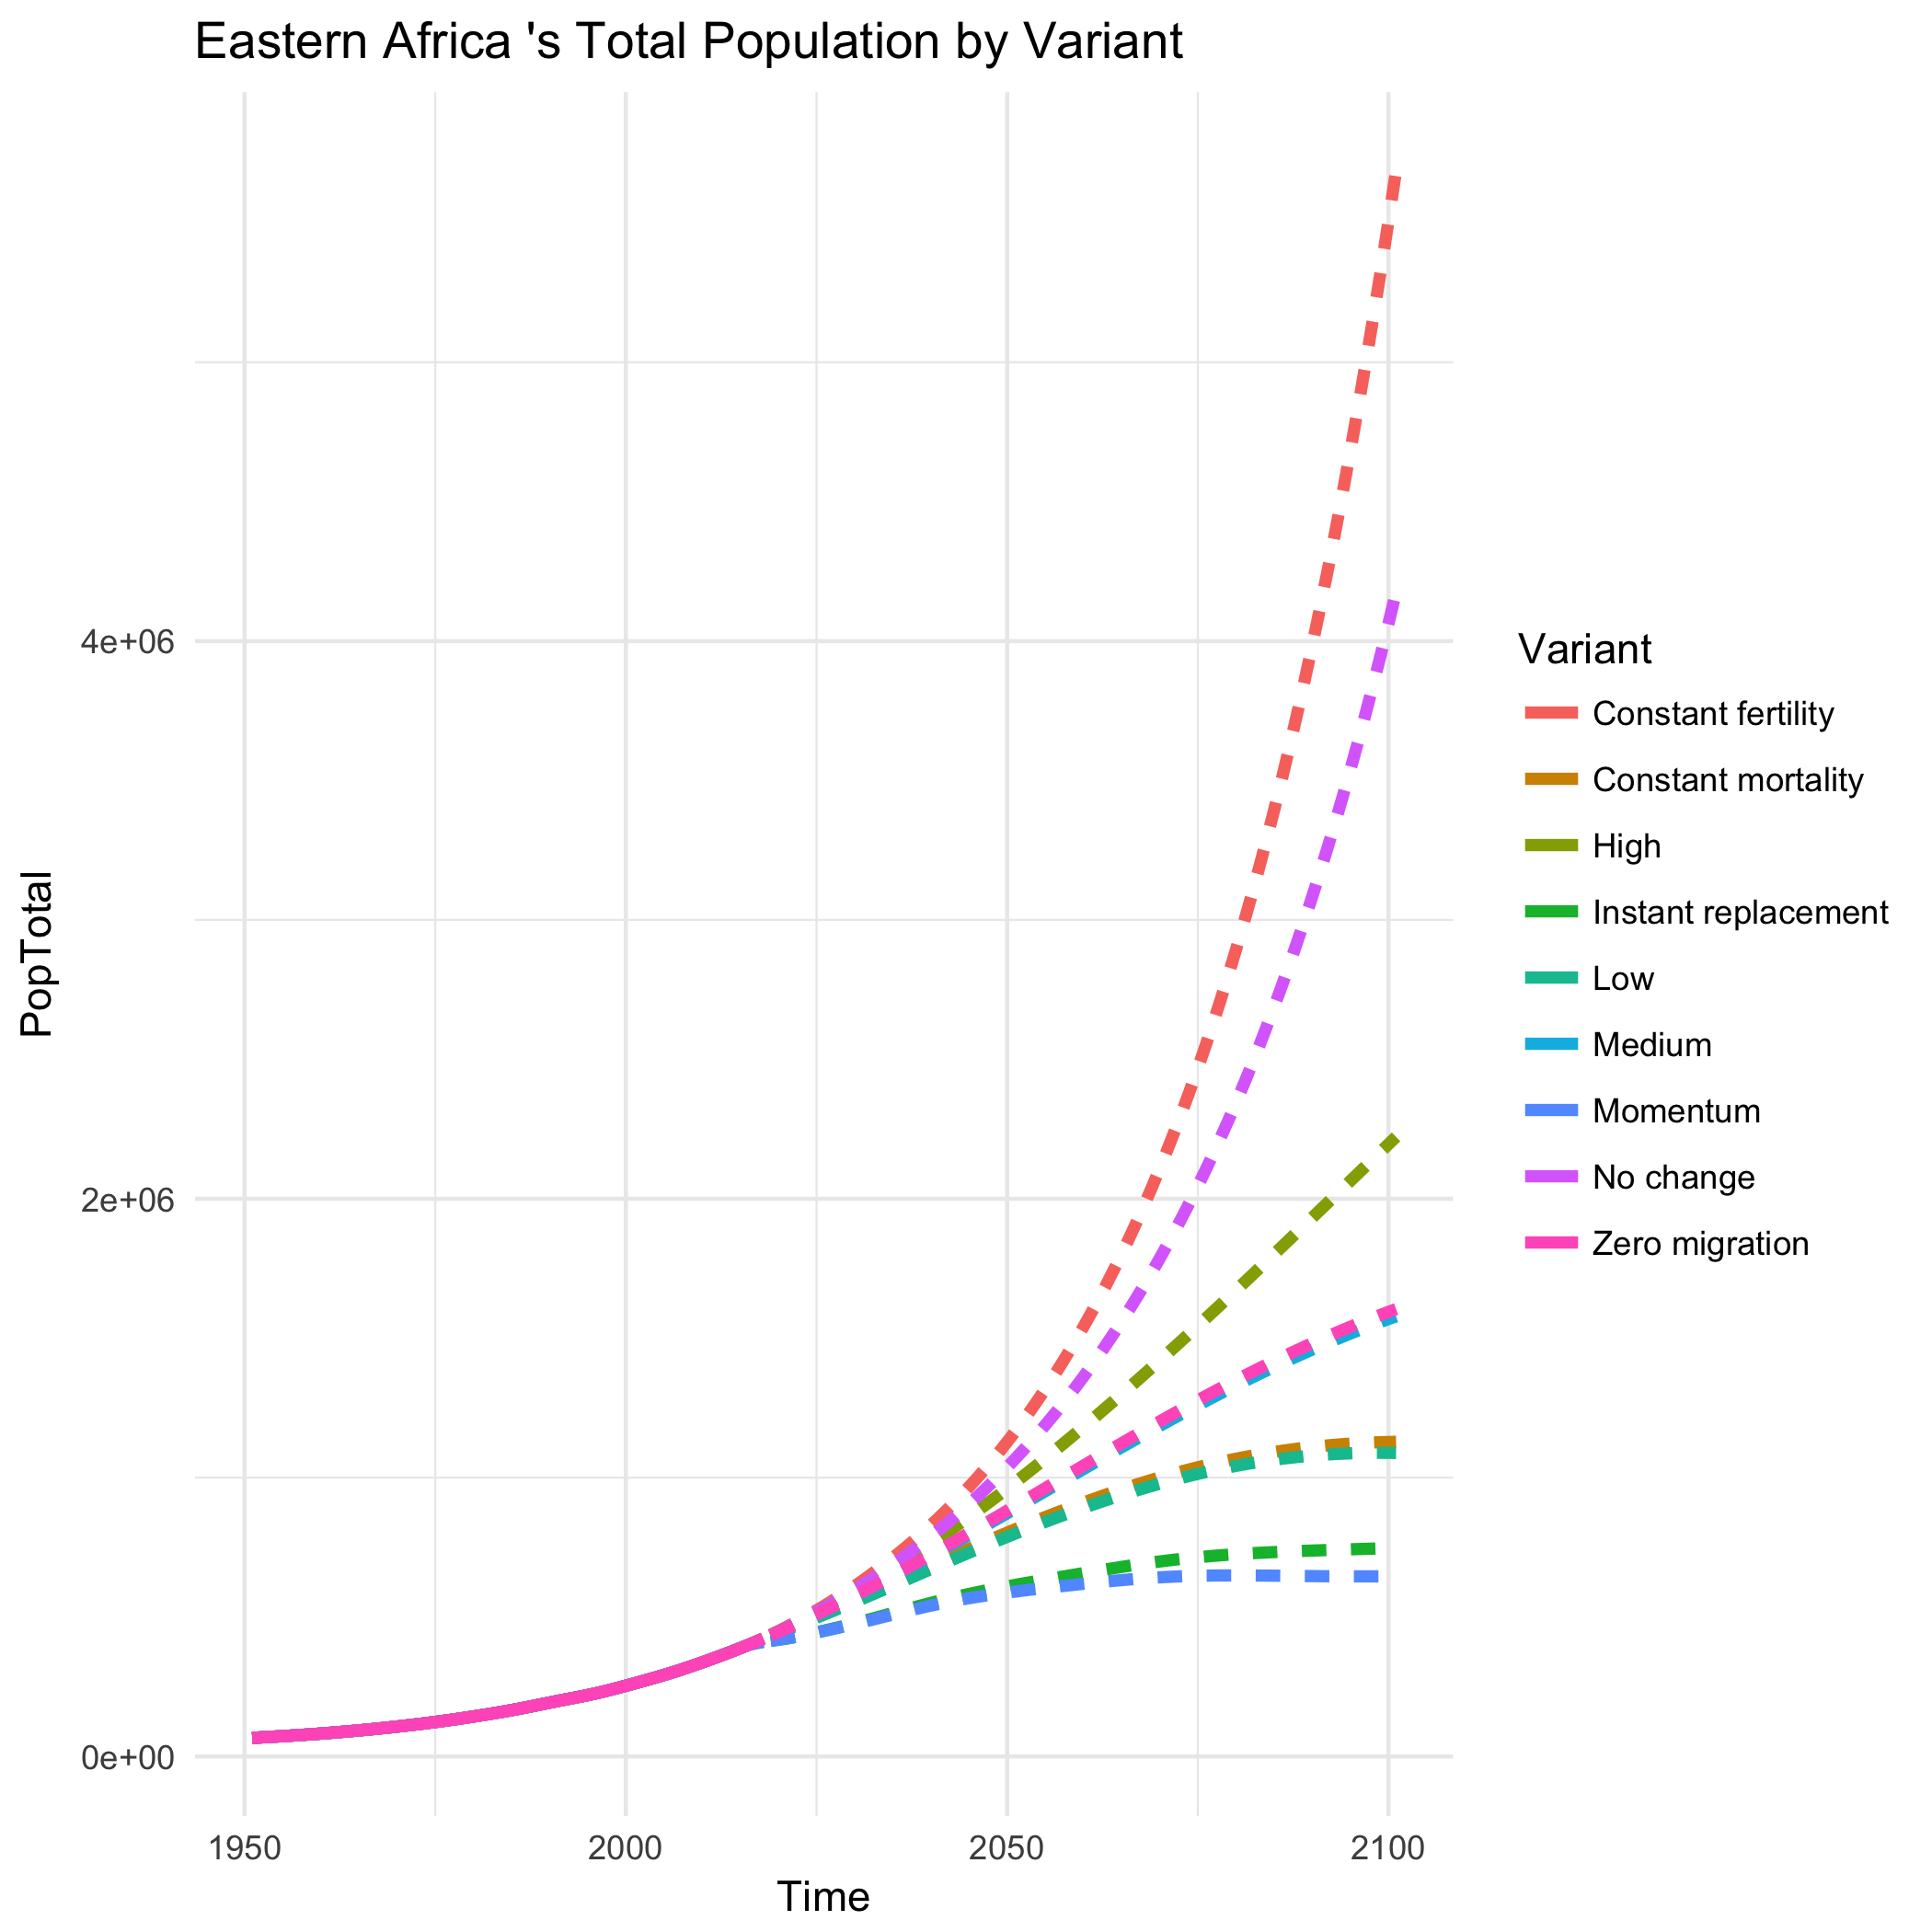 Eastern Africa 's Total Population by Variant
PopTotal
4e+06
2e+06
0e+00
1950 2000 2050 2100
Time
Variant
Constant fertility
Constant mortality
High
Instant replacement
Low
Medium
Momentum
No change
Zero migration